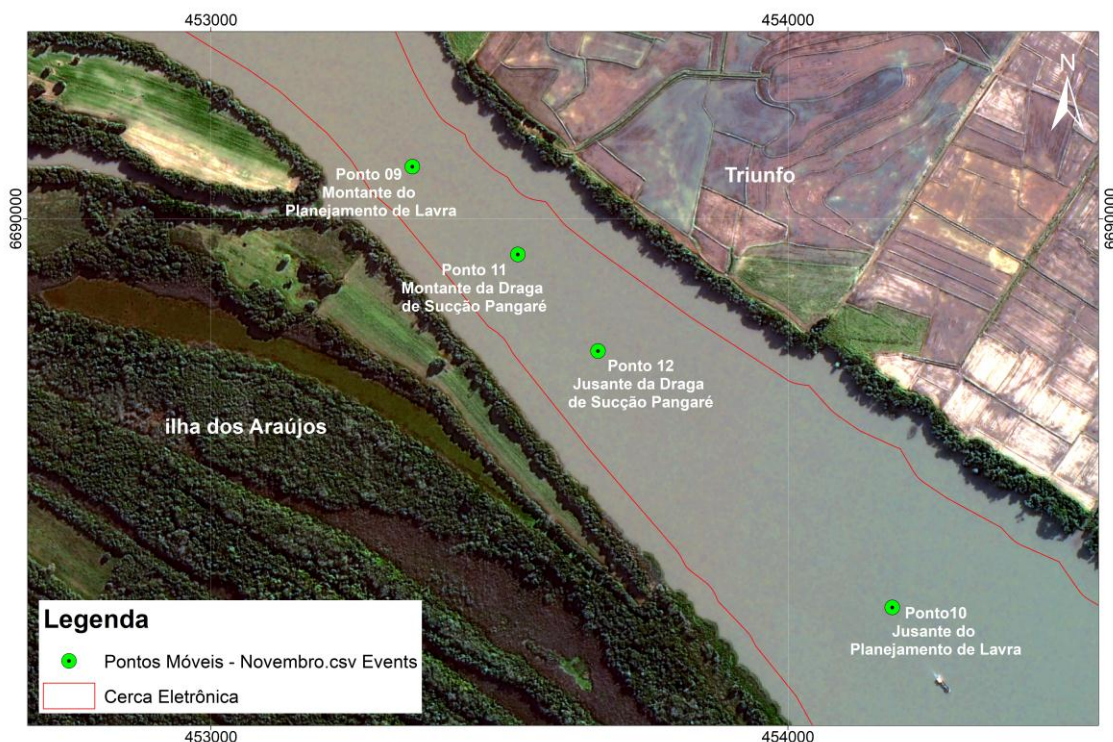 453000
454000
N
6690000
6690000
Triunfo
Ponto 09
Montante do
Planejamento de Lavra
Ponto 11
Montante da Draga
de Sucção Pangaré
Ponto 12
Jusante da Draga
de Sucção Pangaré
ilha dos Araújos
Ponto10
Jusante do
Planejamento de Lavra
Legenda
Pontos Móveis - Novembro.csv Events
Cerca Eletrônica
453000
454000